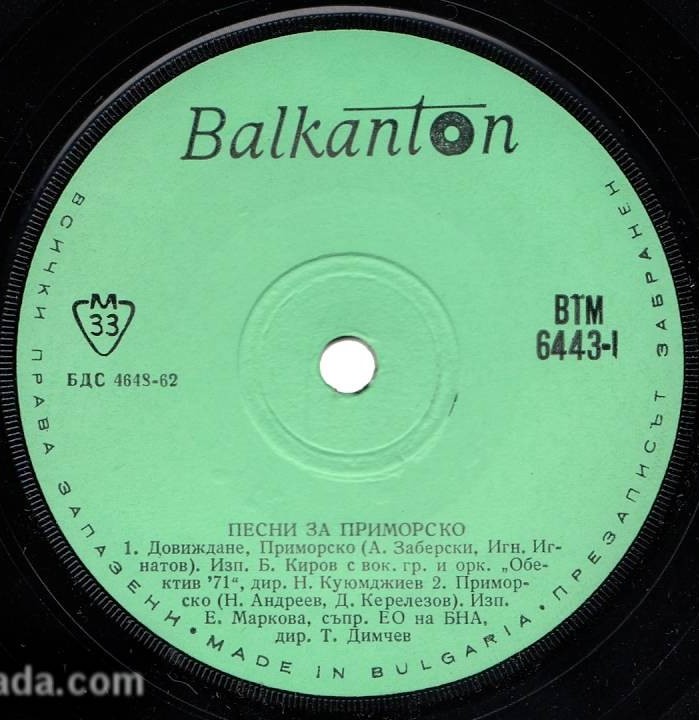 Balkanton
ВСИЧКИ ПРАВА ЗАПАЗЕНИ • MADE IN BULGARIA • ПРЕЗАПИСЪТ ЗАБРАНЕН
М
33
БДС 4648-62
ВТМ
6443-I
ПЕСНИ ЗА ПРИМОРСКО
1. Довиждане, Приморско (А. Заберски, Игн. Иг-
натов). Изп. Б. Киров с вок. гр. и орк. „Обе-
ктив '71“, дир. Н. Куюмджиев 2. Примор-
ско (Н. Андреев, Д. Керелезов). Изп.
Е. Маркова, съпр. ЕО на БНА,
дир. Т. Димчев
ada.com